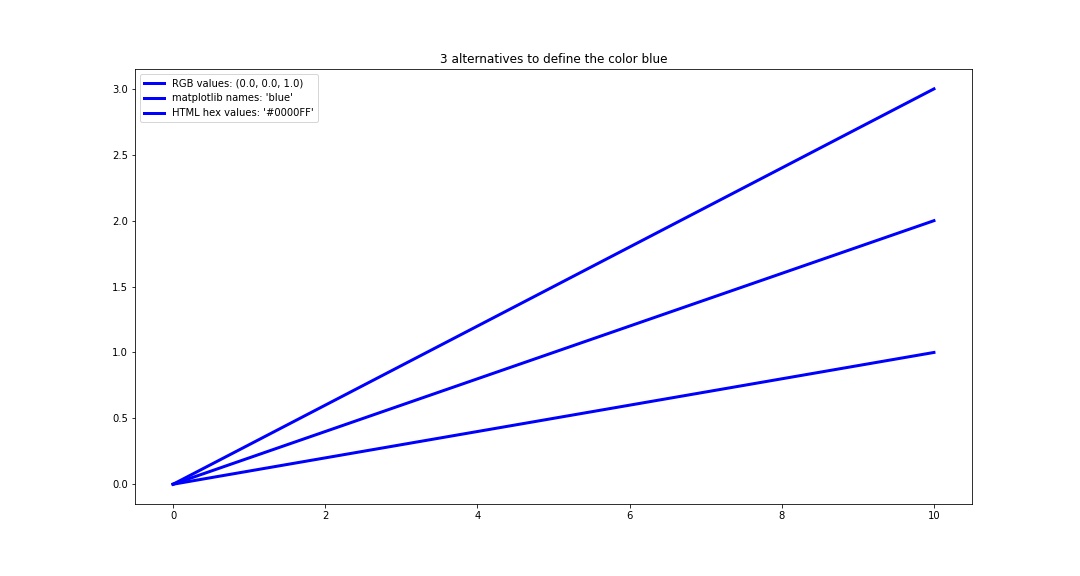 3 alternatives to define the color blue
RGB values: (0.0, 0.0, 1.0)
matplotlib names: 'blue'
HTML hex values: '#0000FF'
3.0
2.5
2.0
1.5
1.0
0.5
0.0
0 2 4 6 8 10